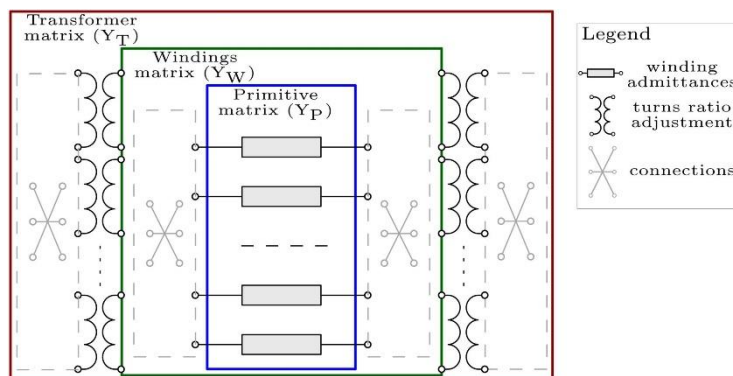 Transformer
matrix (Y_T)
Windings
matrix (Y_W)
Primitive
matrix (Y_P)
Legend
winding
admittances
turns ratio
adjustment
connections